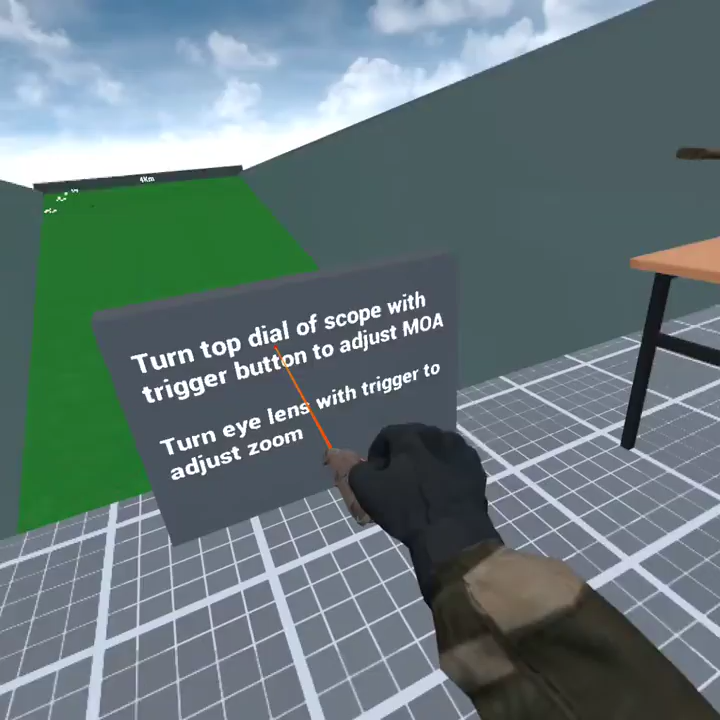 4Km
Turn top dial of scope with
trigger button to adjust MOA
Turn eye lens with trigger to
adjust zoom